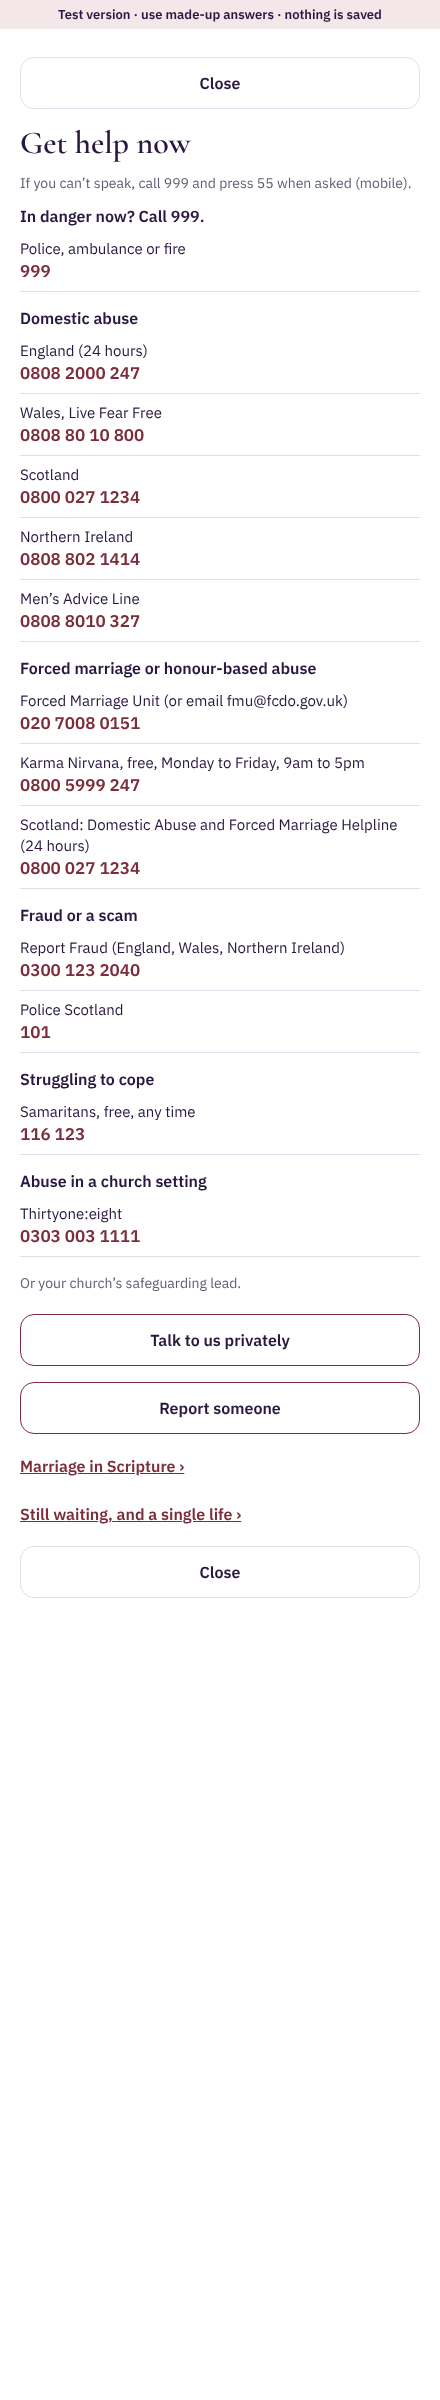 Test version · use made-up answers · nothing is saved
Close
Get help now
If you can’t speak, call 999 and press 55 when asked (mobile).
In danger now? Call 999.
Police, ambulance or fire
999
Domestic abuse
England (24 hours)
0808 2000 247
Wales, Live Fear Free
0808 80 10 800
Scotland
0800 027 1234
Northern Ireland
0808 802 1414
Men’s Advice Line
0808 8010 327
Forced marriage or honour-based abuse
Forced Marriage Unit (or email fmu@fcdo.gov.uk)
020 7008 0151
Karma Nirvana, free, Monday to Friday, 9am to 5pm
0800 5999 247
Scotland: Domestic Abuse and Forced Marriage Helpline
(24 hours)
0800 027 1234
Fraud or a scam
Report Fraud (England, Wales, Northern Ireland)
0300 123 2040
Police Scotland
101
Struggling to cope
Samaritans, free, any time
116 123
Abuse in a church setting
Thirtyone:eight
0303 003 1111
Or your church’s safeguarding lead.
Talk to us privately
Report someone
Marriage in Scripture ›
Still waiting, and a single life ›
Close